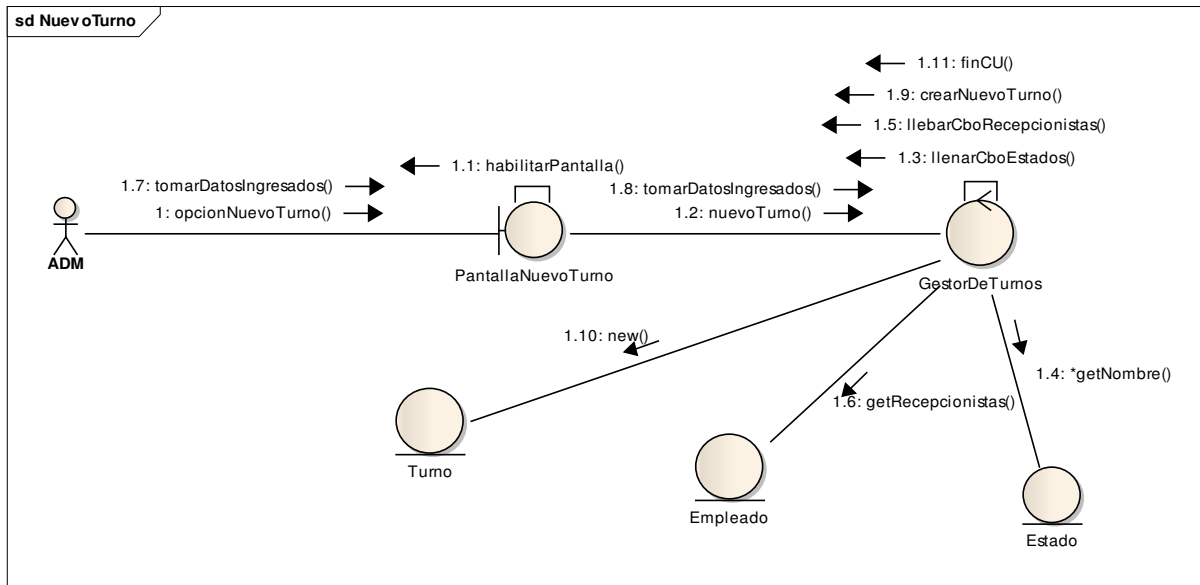 sd NuevoTurno
1.11: finCU()
1.9: crearNuevoTurno()
1.5: llebarCboRecepcionistas()
1.3: llenarCboEstados()
1.1: habilitarPantalla()
1.7: tomarDatosIngresados()
1.8: tomarDatosIngresados()
1: opcionNuevoTurno()
1.2: nuevoTurno()
ADM
PantallaNuevoTurno
GestorDeTurnos
1.10: new()
1.4: *getNombre()
1.6: getRecepcionistas()
Turno
Empleado
Estado